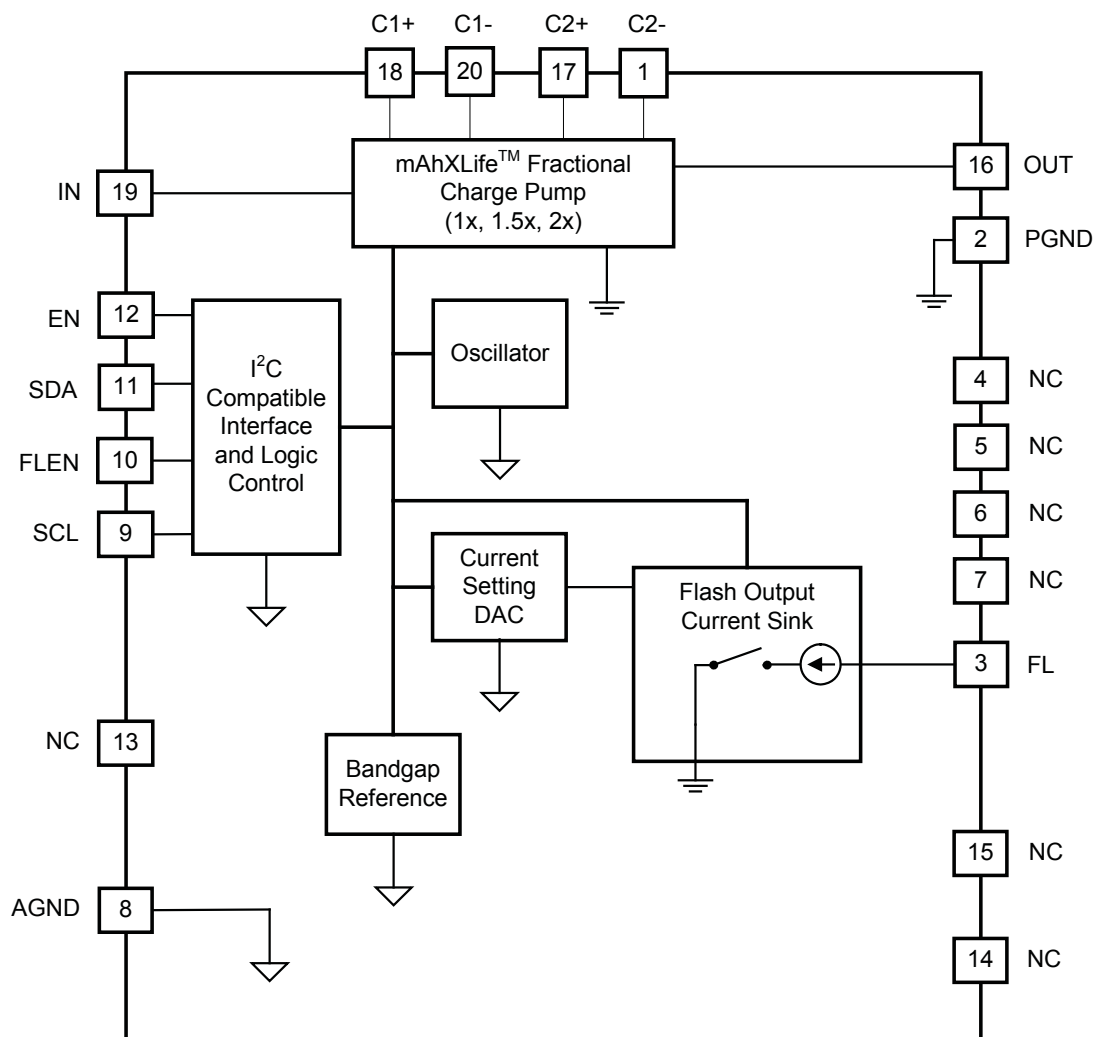 C1+ C1- C2+ C2-
18 20 17 1
mAhXLife™ Fractional
Charge Pump
(1x, 1.5x, 2x)
IN 19
16 OUT
2 PGND
EN 12
SDA 11
FLEN 10
SCL 9
I²C
Compatible
Interface
and Logic
Control
Oscillator
4 NC
5 NC
6 NC
7 NC
3 FL
Current
Setting
DAC
Flash Output
Current Sink
NC 13
Bandgap
Reference
AGND 8
15 NC
14 NC